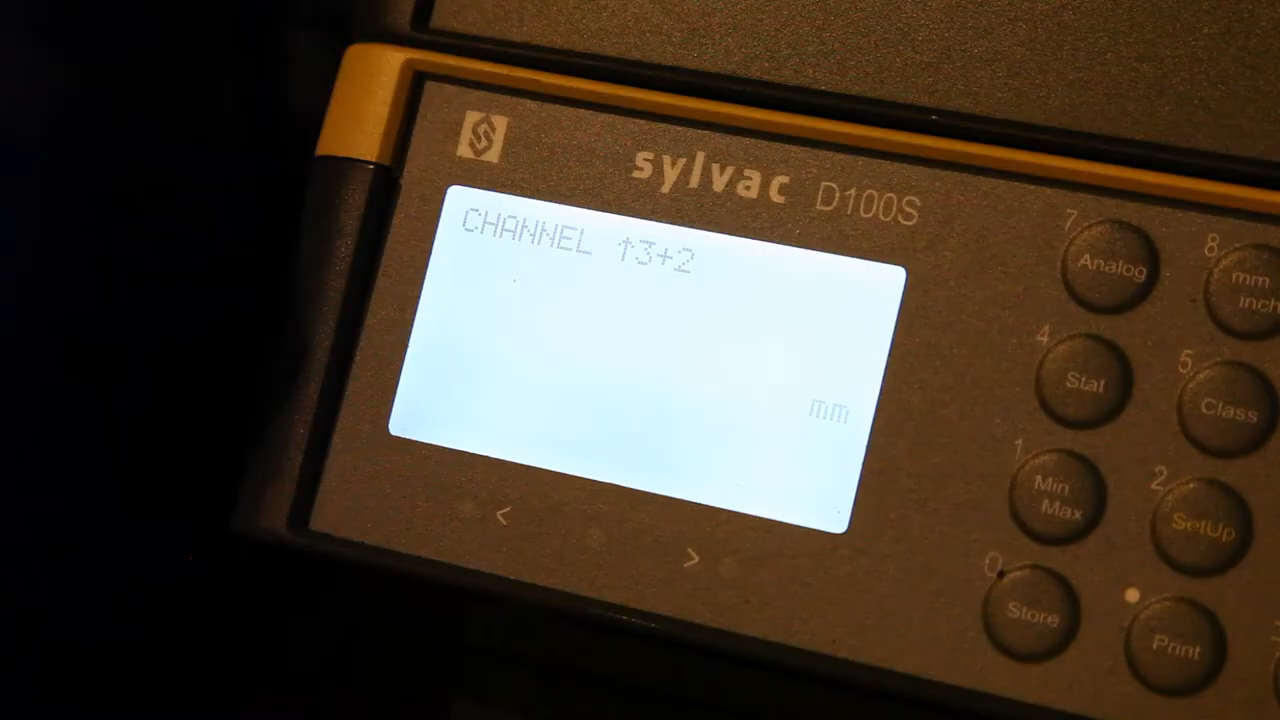 sylvac D100S
CHANNEL ↑3+2
mm
<
>
7
Analog
8
mm
inch
4
Stat
5
Class
1
Min
Max
2
SetUp
0
Store
Print